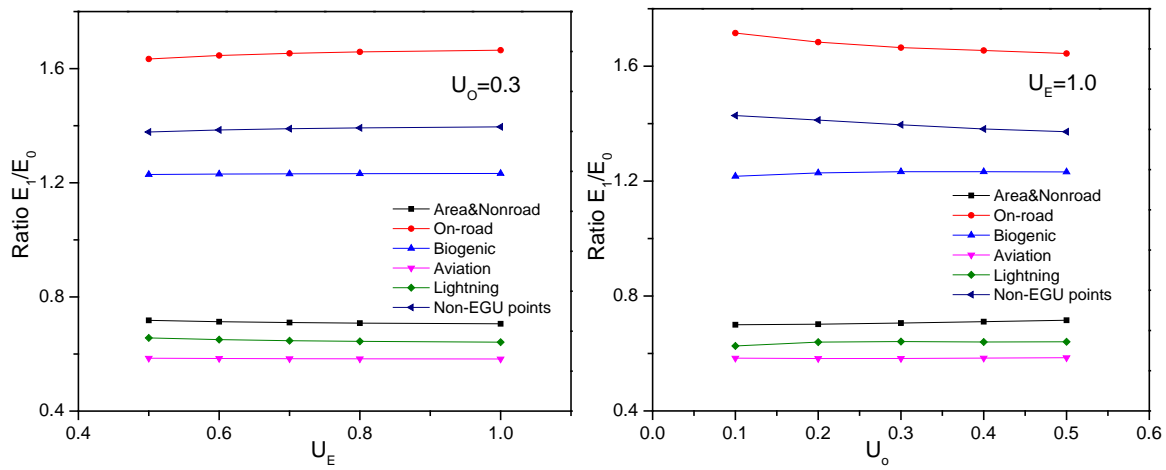 Ratio E1/E0
1.6
1.2
0.8
0.4
0.4
0.6
0.8
1.0
UE
UO=0.3
Area&Nonroad
On-road
Biogenic
Aviation
Lightning
Non-EGU points
Ratio E1/E0
1.6
1.2
0.8
0.4
0.0
0.1
0.2
0.3
0.4
0.5
0.6
Uo
UE=1.0
Area&Nonroad
On-road
Biogenic
Aviation
Lightning
Non-EGU points